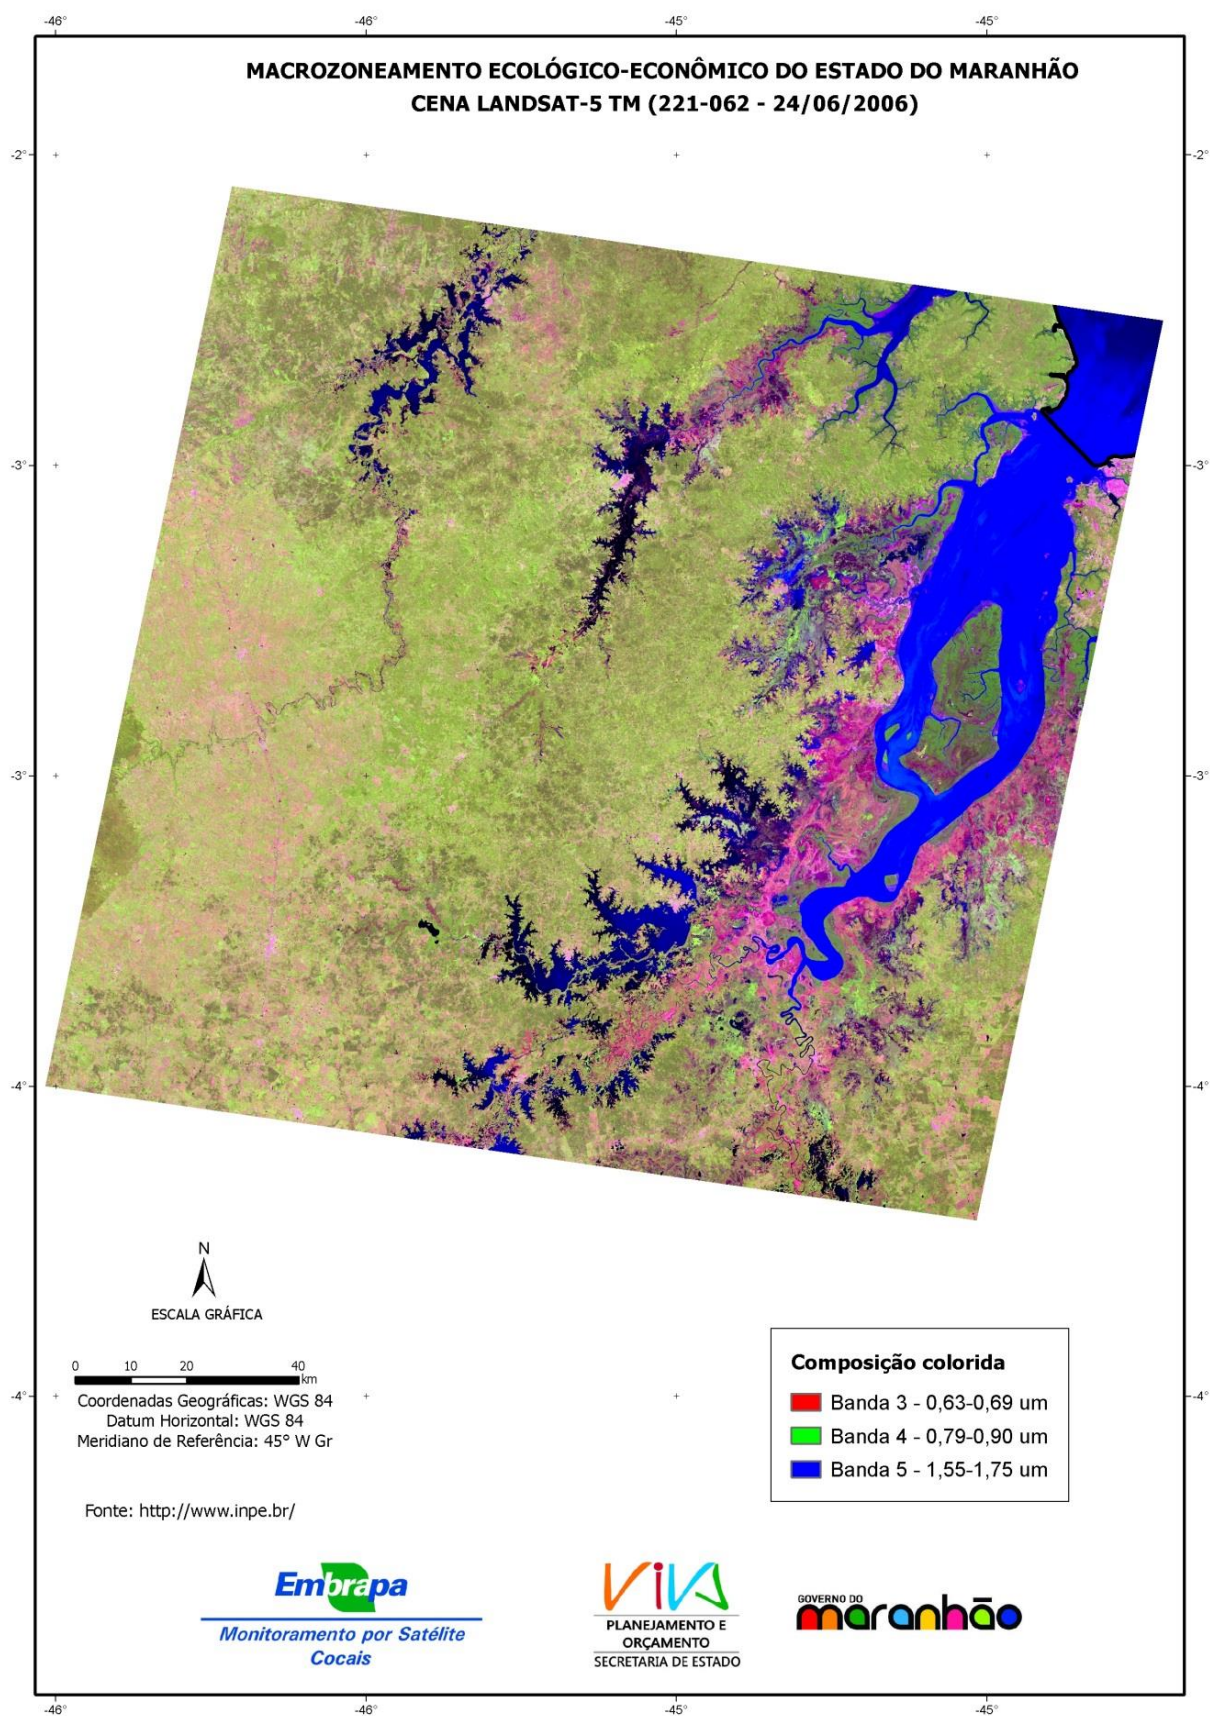 -46° -46° -45° -45°
MACROZONEAMENTO ECOLÓGICO-ECONÔMICO DO ESTADO DO MARANHÃO
CENA LANDSAT-5 TM (221-062 - 24/06/2006)
-2° -2°
-3° -3°
-3° -3°
-4° -4°
N
ESCALA GRÁFICA
0 10 20 40
km
Coordenadas Geográficas: WGS 84
Datum Horizontal: WGS 84
Meridiano de Referência: 45° W Gr
-4° -4°
Composição colorida
Banda 3 - 0,63-0,69 um
Banda 4 - 0,79-0,90 um
Banda 5 - 1,55-1,75 um
Fonte: http://www.inpe.br/
Embrapa
Monitoramento por Satélite
Cocais
VIVA
PLANEJAMENTO E
ORÇAMENTO
SECRETARIA DE ESTADO
GOVERNO DO
maranhão
-46° -46° -45° -45°